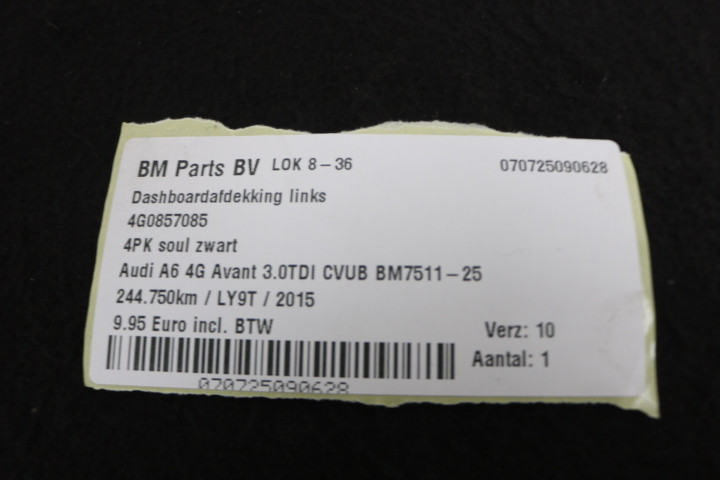 BM Parts BV LOK 8-36 070725090628
Dashboardafdekking links
4G0857085
4PK soul zwart
Audi A6 4G Avant 3.0TDI CVUB BM7511-25
244.750km / LY9T / 2015
9.95 Euro incl. BTW Verz: 10
Aantal: 1
070725090628